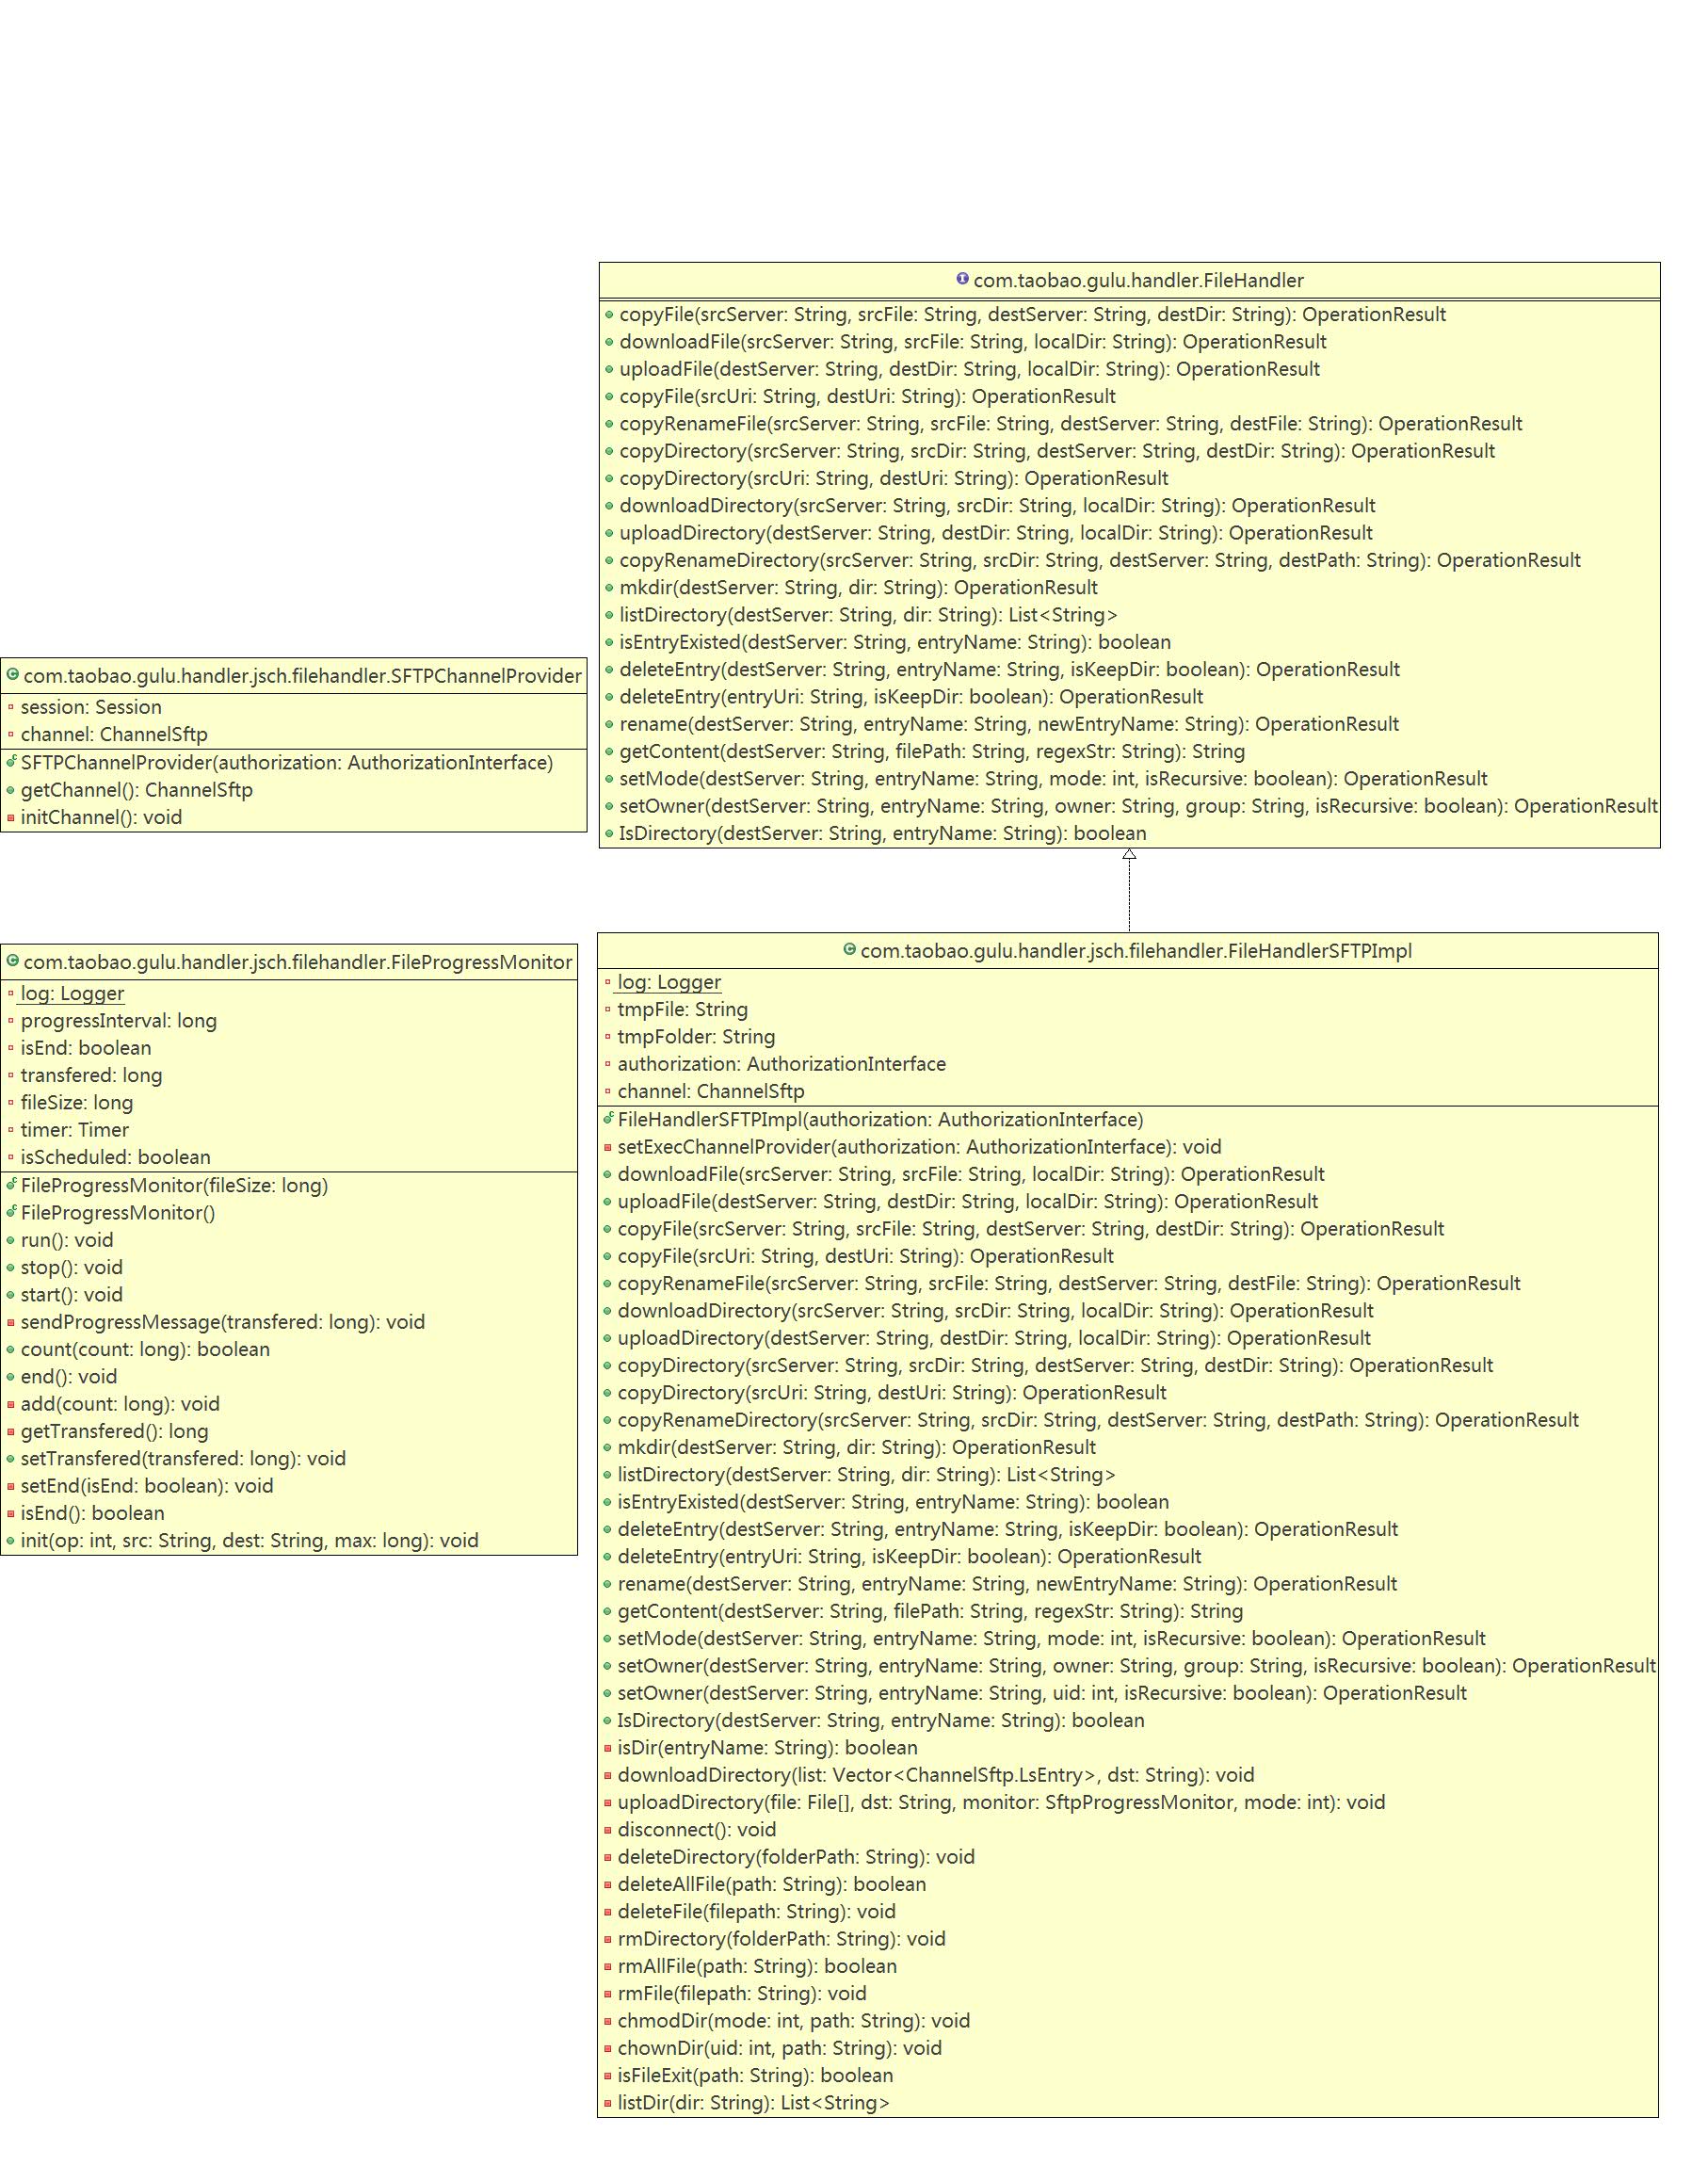 com.taobao.gulu.handler.FileHandler
copyFile(srcServer: String, srcFile: String, destServer: String, destDir: String): OperationResult
downloadFile(srcServer: String, srcFile: String, localDir: String): OperationResult
uploadFile(destServer: String, destDir: String, localDir: String): OperationResult
copyFile(srcUri: String, destUri: String): OperationResult
copyRenameFile(srcServer: String, srcFile: String, destServer: String, destFile: String): OperationResult
copyDirectory(srcServer: String, srcDir: String, destServer: String, destDir: String): OperationResult
copyDirectory(srcUri: String, destUri: String): OperationResult
downloadDirectory(srcServer: String, srcDir: String, localDir: String): OperationResult
uploadDirectory(destServer: String, destDir: String, localDir: String): OperationResult
copyRenameDirectory(srcServer: String, srcDir: String, destServer: String, destPath: String): OperationResult
mkdir(destServer: String, dir: String): OperationResult
listDirectory(destServer: String, dir: String): List<String>
isEntryExisted(destServer: String, entryName: String): boolean
deleteEntry(destServer: String, entryName: String, isKeepDir: boolean): OperationResult
deleteEntry(entryUri: String, isKeepDir: boolean): OperationResult
rename(destServer: String, entryName: String, newEntryName: String): OperationResult
getContent(destServer: String, filePath: String, regexStr: String): String
setMode(destServer: String, entryName: String, mode: int, isRecursive: boolean): OperationResult
setOwner(destServer: String, entryName: String, owner: String, group: String, isRecursive: boolean): OperationResult
IsDirectory(destServer: String, entryName: String): boolean
com.taobao.gulu.handler.jsch.filehandler.SFTPChannelProvider
session: Session
channel: ChannelSftp
SFTPChannelProvider(authorization: AuthorizationInterface)
getChannel(): ChannelSftp
initChannel(): void
com.taobao.gulu.handler.jsch.filehandler.FileProgressMonitor
log: Logger
progressInterval: long
isEnd: boolean
transfered: long
fileSize: long
timer: Timer
isScheduled: boolean
FileProgressMonitor(fileSize: long)
FileProgressMonitor()
run(): void
stop(): void
start(): void
sendProgressMessage(transfered: long): void
count(count: long): boolean
end(): void
add(count: long): void
getTransfered(): long
setTransfered(transfered: long): void
setEnd(isEnd: boolean): void
isEnd(): boolean
init(op: int, src: String, dest: String, max: long): void
com.taobao.gulu.handler.jsch.filehandler.FileHandlerSFTPImpl
log: Logger
tmpFile: String
tmpFolder: String
authorization: AuthorizationInterface
channel: ChannelSftp
FileHandlerSFTPImpl(authorization: AuthorizationInterface)
setExecChannelProvider(authorization: AuthorizationInterface): void
downloadFile(srcServer: String, srcFile: String, localDir: String): OperationResult
uploadFile(destServer: String, destDir: String, localDir: String): OperationResult
copyFile(srcServer: String, srcFile: String, destServer: String, destDir: String): OperationResult
copyFile(srcUri: String, destUri: String): OperationResult
copyRenameFile(srcServer: String, srcFile: String, destServer: String, destFile: String): OperationResult
downloadDirectory(srcServer: String, srcDir: String, localDir: String): OperationResult
uploadDirectory(destServer: String, destDir: String, localDir: String): OperationResult
copyDirectory(srcServer: String, srcDir: String, destServer: String, destDir: String): OperationResult
copyDirectory(srcUri: String, destUri: String): OperationResult
copyRenameDirectory(srcServer: String, srcDir: String, destServer: String, destPath: String): OperationResult
mkdir(destServer: String, dir: String): OperationResult
listDirectory(destServer: String, dir: String): List<String>
isEntryExisted(destServer: String, entryName: String): boolean
deleteEntry(destServer: String, entryName: String, isKeepDir: boolean): OperationResult
deleteEntry(entryUri: String, isKeepDir: boolean): OperationResult
rename(destServer: String, entryName: String, newEntryName: String): OperationResult
getContent(destServer: String, filePath: String, regexStr: String): String
setMode(destServer: String, entryName: String, mode: int, isRecursive: boolean): OperationResult
setOwner(destServer: String, entryName: String, owner: String, group: String, isRecursive: boolean): OperationResult
setOwner(destServer: String, entryName: String, uid: int, isRecursive: boolean): OperationResult
IsDirectory(destServer: String, entryName: String): boolean
isDir(entryName: String): boolean
downloadDirectory(list: Vector<ChannelSftp.LsEntry>, dst: String): void
uploadDirectory(file: File[], dst: String, monitor: SftpProgressMonitor, mode: int): void
disconnect(): void
deleteDirectory(folderPath: String): void
deleteAllFile(path: String): boolean
deleteFile(filepath: String): void
rmDirectory(folderPath: String): void
rmAllFile(path: String): boolean
rmFile(filepath: String): void
chmodDir(mode: int, path: String): void
chownDir(uid: int, path: String): void
isFileExit(path: String): boolean
listDir(dir: String): List<String>